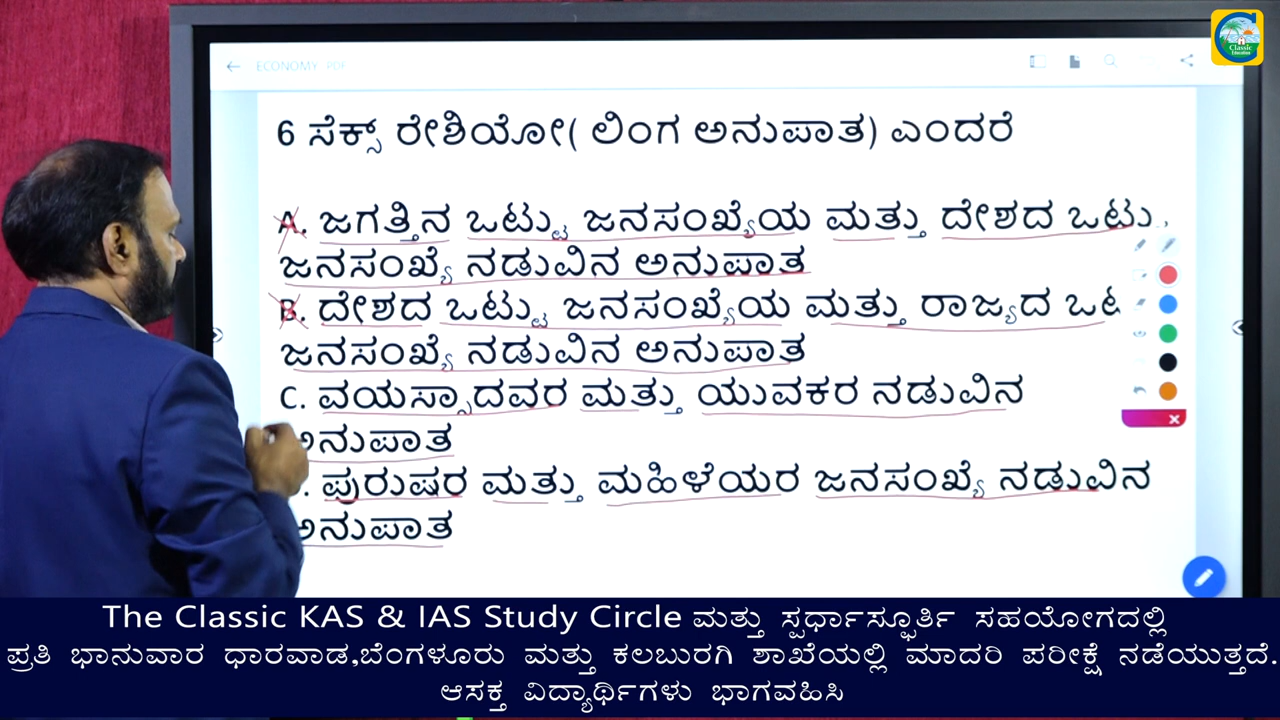 Classic
Education
ECONOMY PDF
6 ಸೆಕ್ಸ್ ರೇಶಿಯೋ( ಲಿಂಗ ಅನುಪಾತ) ಎಂದರೆ
A. ಜಗತ್ತಿನ ಒಟ್ಟು ಜನಸಂಖ್ಯೆಯ ಮತ್ತು ದೇಶದ ಒಟ್ಟು
ಜನಸಂಖ್ಯೆ ನಡುವಿನ ಅನುಪಾತ
B. ದೇಶದ ಒಟ್ಟು ಜನಸಂಖ್ಯೆಯ ಮತ್ತು ರಾಜ್ಯದ
ಜನಸಂಖ್ಯೆ ನಡುವಿನ ಅನುಪಾತ
C. ವಯಸ್ಸಾದವರ ಮತ್ತು ಯುವಕರ ನಡುವಿನ
ಅನುಪಾತ
. ಪುರುಷರ ಮತ್ತು ಮಹಿಳೆಯರ ಜನಸಂಖ್ಯೆ ನಡುವಿನ
ಅನುಪಾತ
The Classic KAS & IAS Study Circle ಮತ್ತು ಸ್ಪರ್ಧಾಸ್ಫೂರ್ತಿ ಸಹಯೋಗದಲ್ಲಿ
ಪ್ರತಿ ಭಾನುವಾರ ಧಾರವಾಡ,ಬೆಂಗಳೂರು ಮತ್ತು ಕಲಬುರಗಿ ಶಾಖೆಯಲ್ಲಿ ಮಾದರಿ ಪರೀಕ್ಷೆ ನಡೆಯುತ್ತದೆ.
ಆಸಕ್ತ ವಿದ್ಯಾರ್ಥಿಗಳು ಭಾಗವಹಿಸಿ